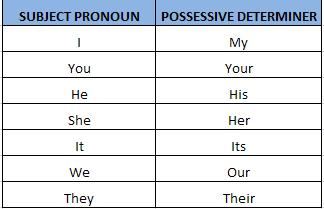 SUBJECT PRONOUN POSSESSIVE DETERMINER
I My
You Your
He His
She Her
It Its
We Our
They Their